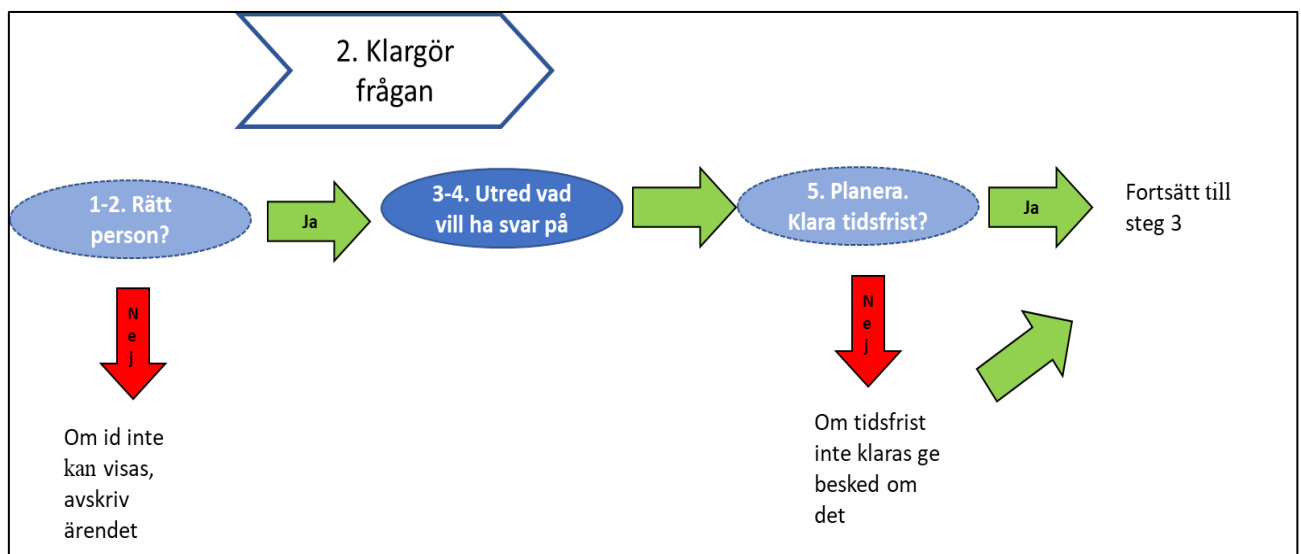 2. Klargör
frågan
1-2. Rätt
person?
Ja
3-4. Utred vad
vill ha svar på
5. Planera.
Klara tidsfrist?
Ja
Fortsätt till
steg 3
Nej
Om id inte
kan visas,
avskriv
ärendet
Nej
Om tidsfrist
inte klaras ge
besked om
det